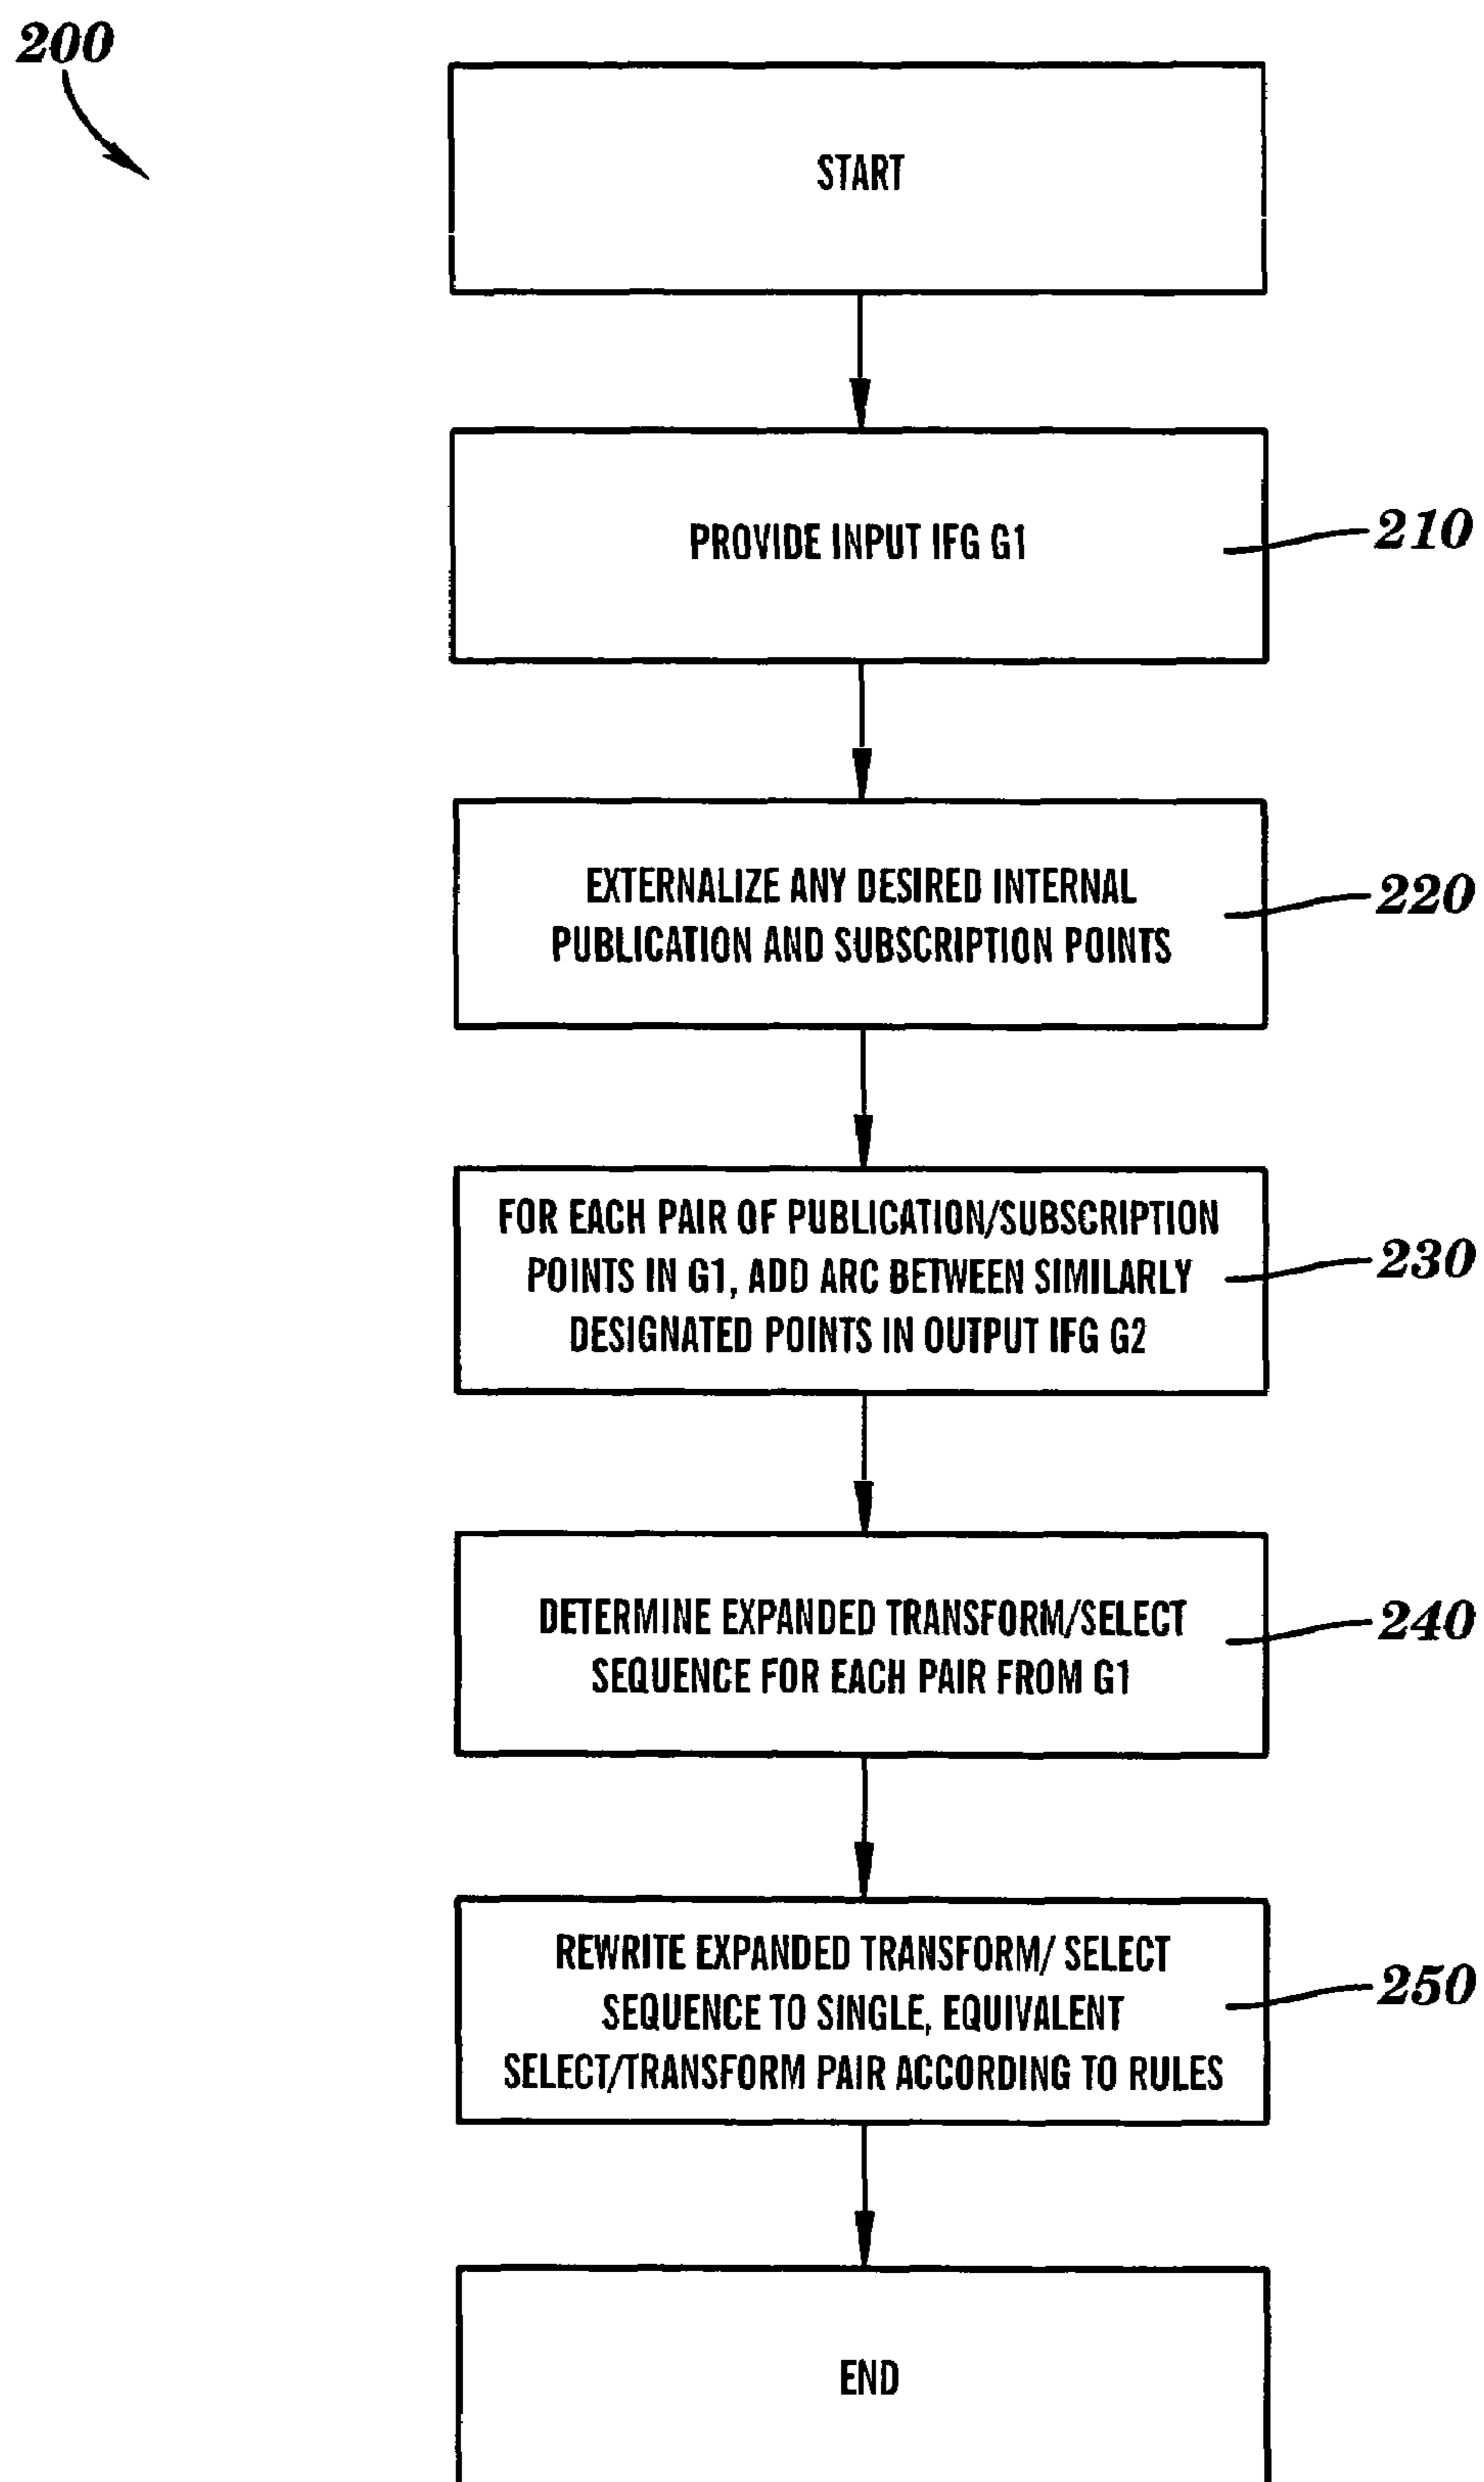 200
START
PROVIDE INPUT IFG G1
210
EXTERNALIZE ANY DESIRED INTERNAL
PUBLICATION AND SUBSCRIPTION POINTS
220
FOR EACH PAIR OF PUBLICATION/SUBSCRIPTION
POINTS IN G1, ADD ARC BETWEEN SIMILARLY
DESIGNATED POINTS IN OUTPUT IFG G2
230
DETERMINE EXPANDED TRANSFORM/SELECT
SEQUENCE FOR EACH PAIR FROM G1
240
REWRITE EXPANDED TRANSFORM/ SELECT
SEQUENCE TO SINGLE, EQUIVALENT
SELECT/TRANSFORM PAIR ACCORDING TO RULES
250
END